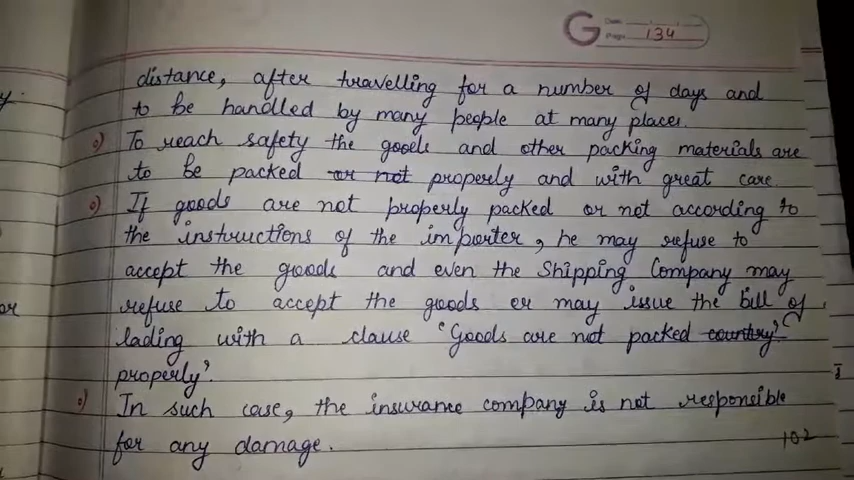 G Date
Page 134
distance, after travelling for a number of days and
to be handled by many people at many places.
To reach safety the goods and other packing materials are
to be packed or not properly and with great care.
If goods are not properly packed or not according to
the instructions of the importer, he may refuse to
accept the goods and even the Shipping Company may
refuse to accept the goods or may issue the bill of
lading with a clause 'Goods are not packed country'
properly'.
In such case, the insurance company is not responsible
for any damage.
102